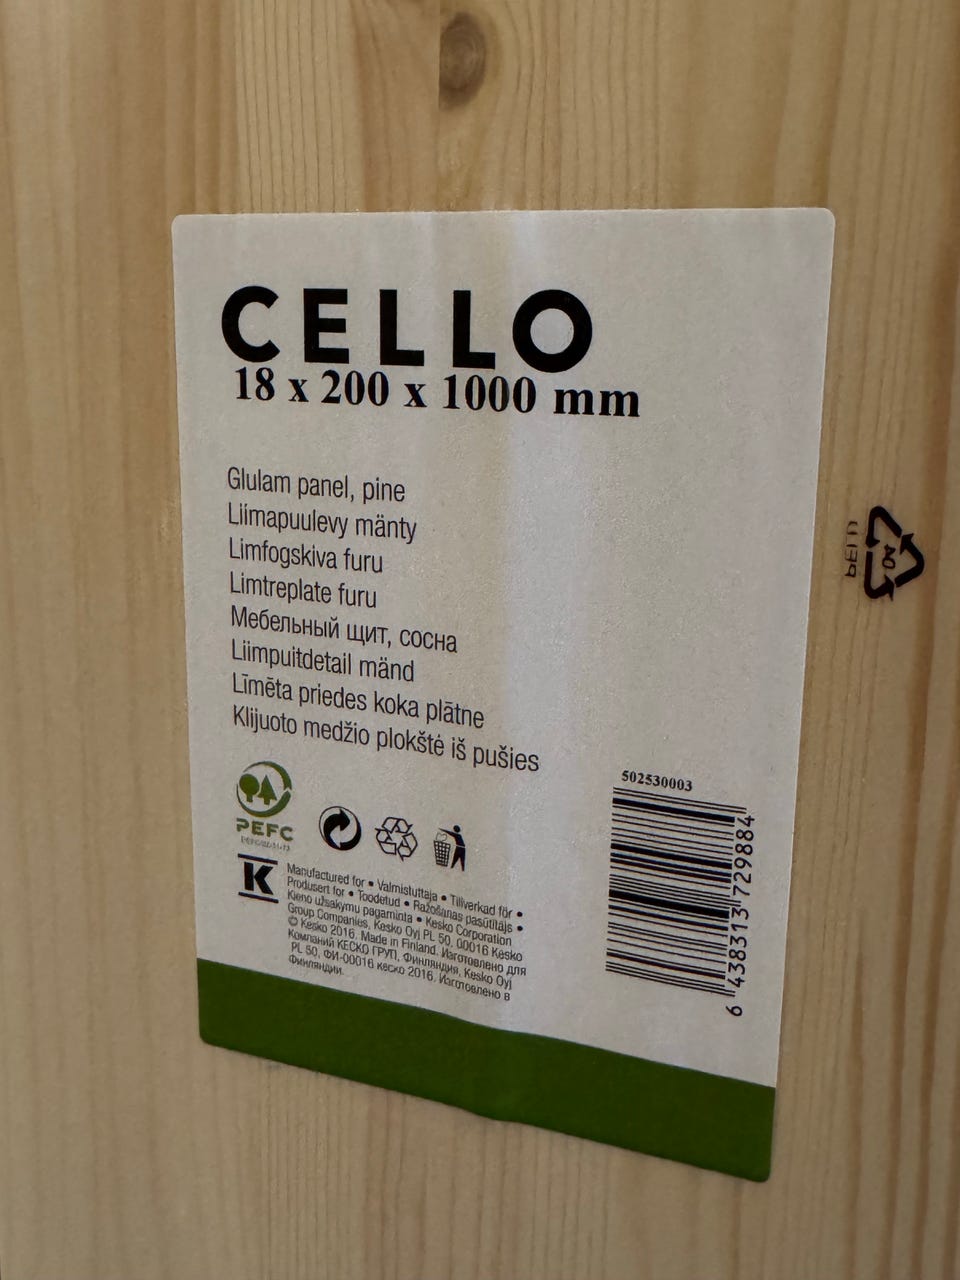 CELLO
18 x 200 x 1000 mm
Glulam panel, pine
Liimapuulevy mänty
Limfogskiva furu
Limtreplate furu
Мебельный щит, сосна
Liimpuitdetail mänd
Līmēta priedes koka plātne
Klijuoto medžio plokštė iš pušies
PEFC
K
Manufactured for • Valmistuttaja • Tillverkad för •
Produsert for • Toodetud • Ražošanas pasūtītājs •
Kieno užsakymu pagaminta • Kesko Corporation
Group Companies, Kesko Oyj PL 50, 00016 Kesko
© Kesko 2016. Made in Finland. Изготовлено для
Компаний КЕСКО ГРУП, Финляндия, Kesko Oyj
PL 50, ФИ-00016 кеско 2016. Изготовлено в
Финляндии.
502530003
6 438313 729884